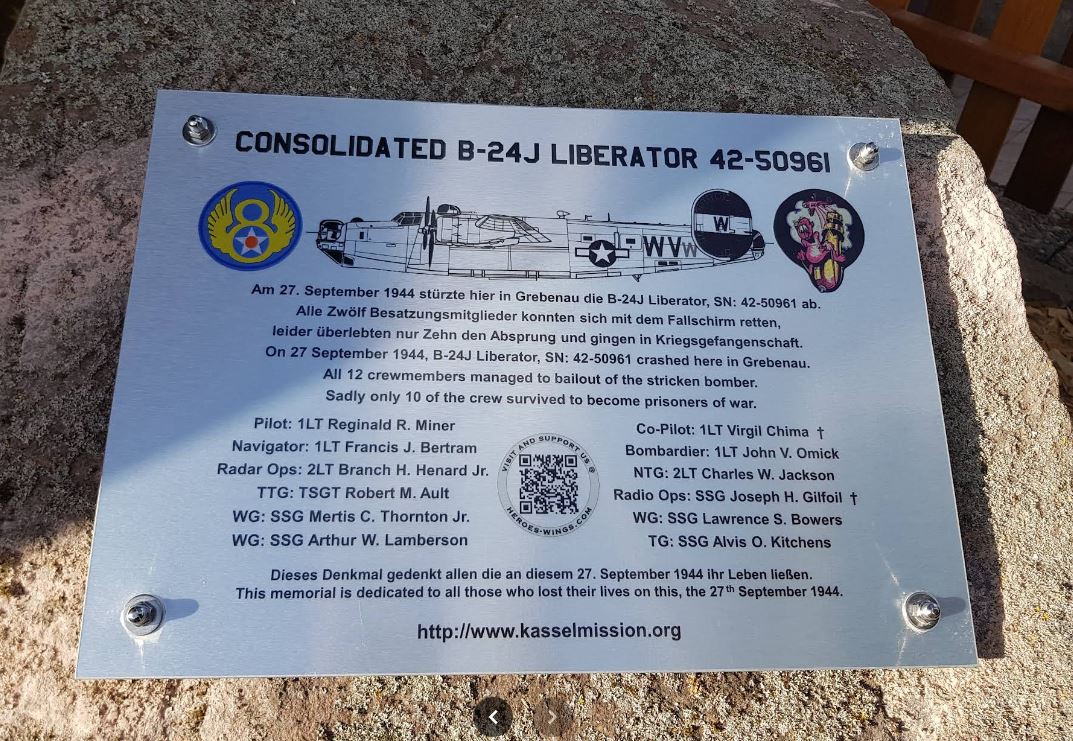 CONSOLIDATED B-24J LIBERATOR 42-50961
8
Z
W
WVW
Am 27. September 1944 stürzte hier in Grebenau die B-24J Liberator, SN: 42-50961 ab.
Alle Zwölf Besatzungsmitglieder konnten sich mit dem Fallschirm retten,
leider überlebten nur Zehn den Absprung und gingen in Kriegsgefangenschaft.
On 27 September 1944, B-24J Liberator, SN: 42-50961 crashed here in Grebenau.
All 12 crewmembers managed to bailout of the stricken bomber.
Sadly only 10 of the crew survived to become prisoners of war.
Pilot: 1LT Reginald R. Miner
Navigator: 1LT Francis J. Bertram
Radar Ops: 2LT Branch H. Henard Jr.
TTG: TSGT Robert M. Ault
WG: SSG Mertis C. Thornton Jr.
WG: SSG Arthur W. Lamberson
VISIT AND SUPPORT US @
HEROES-WINGS.COM
Co-Pilot: 1LT Virgil Chima †
Bombardier: 1LT John V. Omick
NTG: 2LT Charles W. Jackson
Radio Ops: SSG Joseph H. Gilfoil †
WG: SSG Lawrence S. Bowers
TG: SSG Alvis O. Kitchens
Dieses Denkmal gedenkt allen die an diesem 27. September 1944 ihr Leben ließen.
This memorial is dedicated to all those who lost their lives on this, the 27th September 1944.
http://www.kasselmission.org